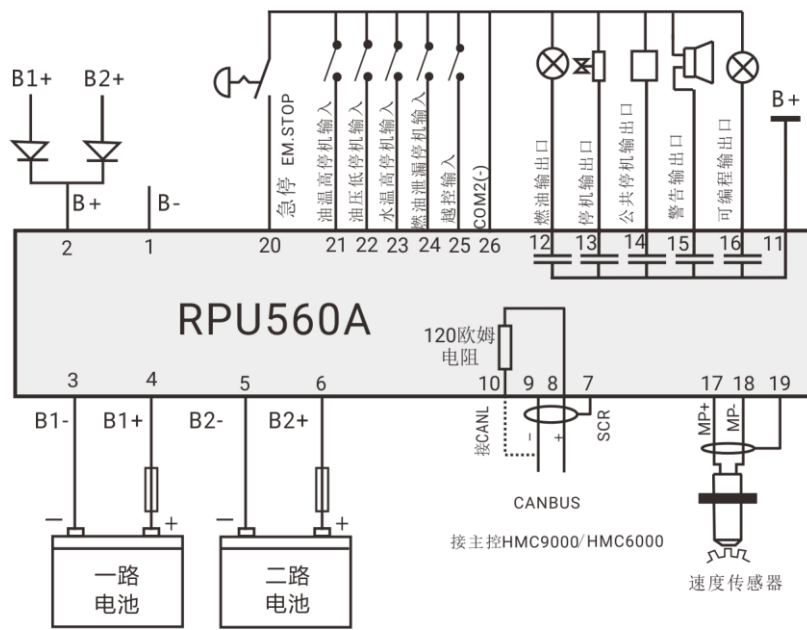 B1+
B2+
B+
B-
急停 EM.STOP
油温高停机输入
油压低停机输入
水温高停机输入
燃油泄漏停机输入
越控输入
COM2(-)
燃油输出口
停机输出口
公共停机输出口
警告输出口
可编程输出口
B+
2
1
20
21
22
23
24
25
26
12
13
14
15
16
11
RPU560A
120欧姆
电阻
3
4
5
6
10
9
8
7
17
18
19
B1-
B1+
B2-
B2+
接CANL
−
+
SCR
MP+
MP-
CANBUS
接主控HMC9000/HMC6000
−
+
−
+
一路
电池
二路
电池
速度传感器